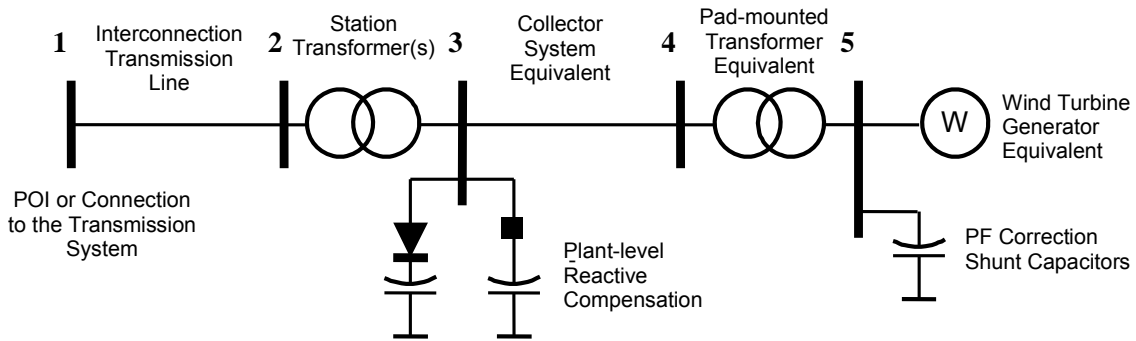 1
Interconnection
Transmission
Line
2
Station
Transformer(s)
3
Collector
System
Equivalent
4
Pad-mounted
Transformer
Equivalent
5
W
Wind Turbine
Generator
Equivalent
POI or Connection
to the Transmission
System
Plant-level
Reactive
Compensation
PF Correction
Shunt Capacitors